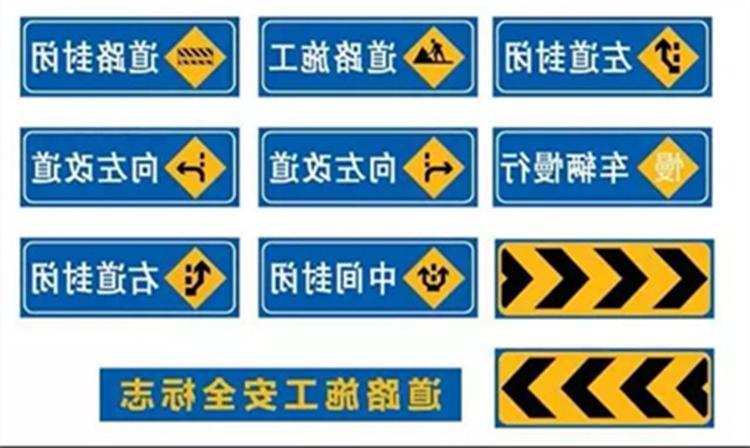 左道封闭
道路施工
道路封闭
慢 车辆慢行
向左改道
向左改道
中间封闭
右道封闭
道路施工安全标志